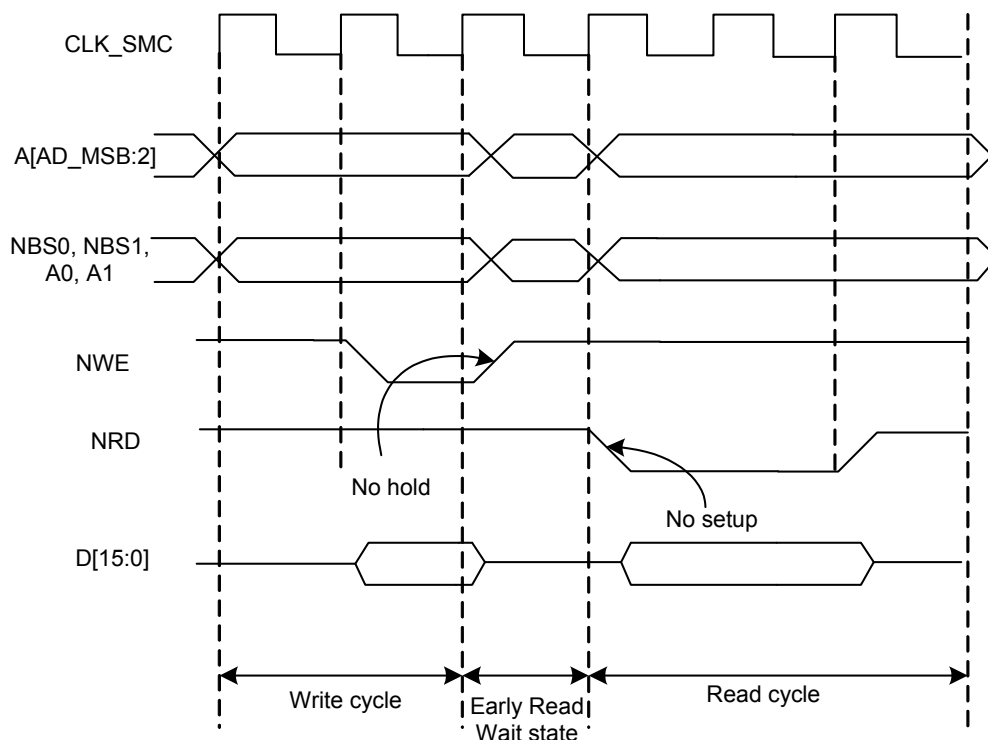 CLK_SMC
A[AD_MSB:2]
NBS0, NBS1,
A0, A1
NWE
NRD
No hold
No setup
D[15:0]
Write cycle
Early Read
Wait state
Read cycle